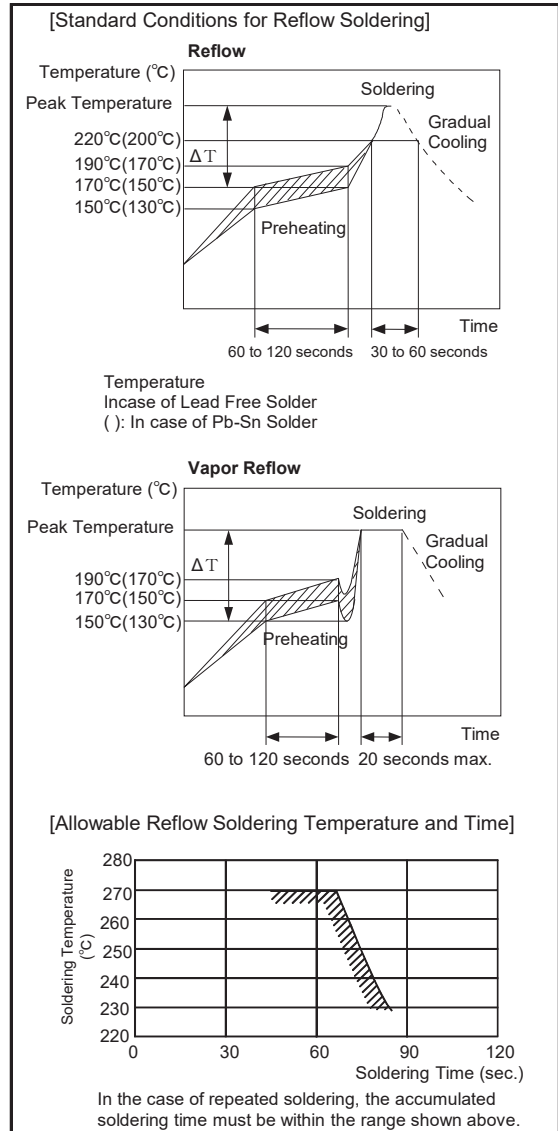 [Standard Conditions for Reflow Soldering]
Reflow
Temperature (°C)
Soldering
Peak Temperature
Gradual
Cooling
220°C(200°C)
ΔT
190°C(170°C)
170°C(150°C)
150°C(130°C)
Preheating
Time
60 to 120 seconds
30 to 60 seconds
Temperature
Incase of Lead Free Solder
( ): In case of Pb-Sn Solder
Vapor Reflow
Temperature (°C)
Soldering
Peak Temperature
Gradual
Cooling
ΔT
190°C(170°C)
170°C(150°C)
150°C(130°C)
Preheating
Time
60 to 120 seconds
20 seconds max.
[Allowable Reflow Soldering Temperature and Time]
Soldering Temperature
(°C)
280
270
260
250
240
230
220
0 30 60 90 120
Soldering Time (sec.)
In the case of repeated soldering, the accumulated
soldering time must be within the range shown above.